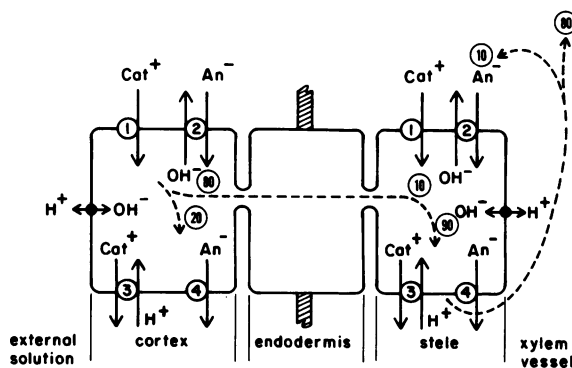 80
10
Cat+ An- Cat+ An-
1 2 1 2
OH- 80 10 OH-
H+ OH- 20 90 OH- H+
Cat+ An- Cat+ An-
3 4 3 4
H+ H+
external solution cortex endodermis stele xylem vessel